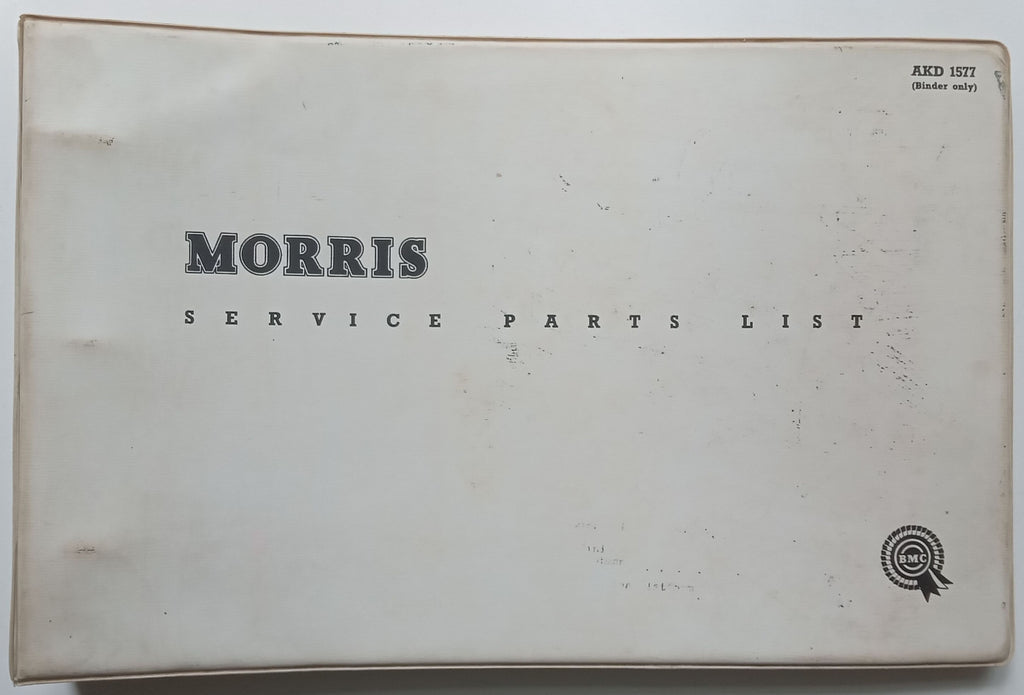 AKD 1577
(Binder only)
MORRIS
SERVICE PARTS LIST
BMC